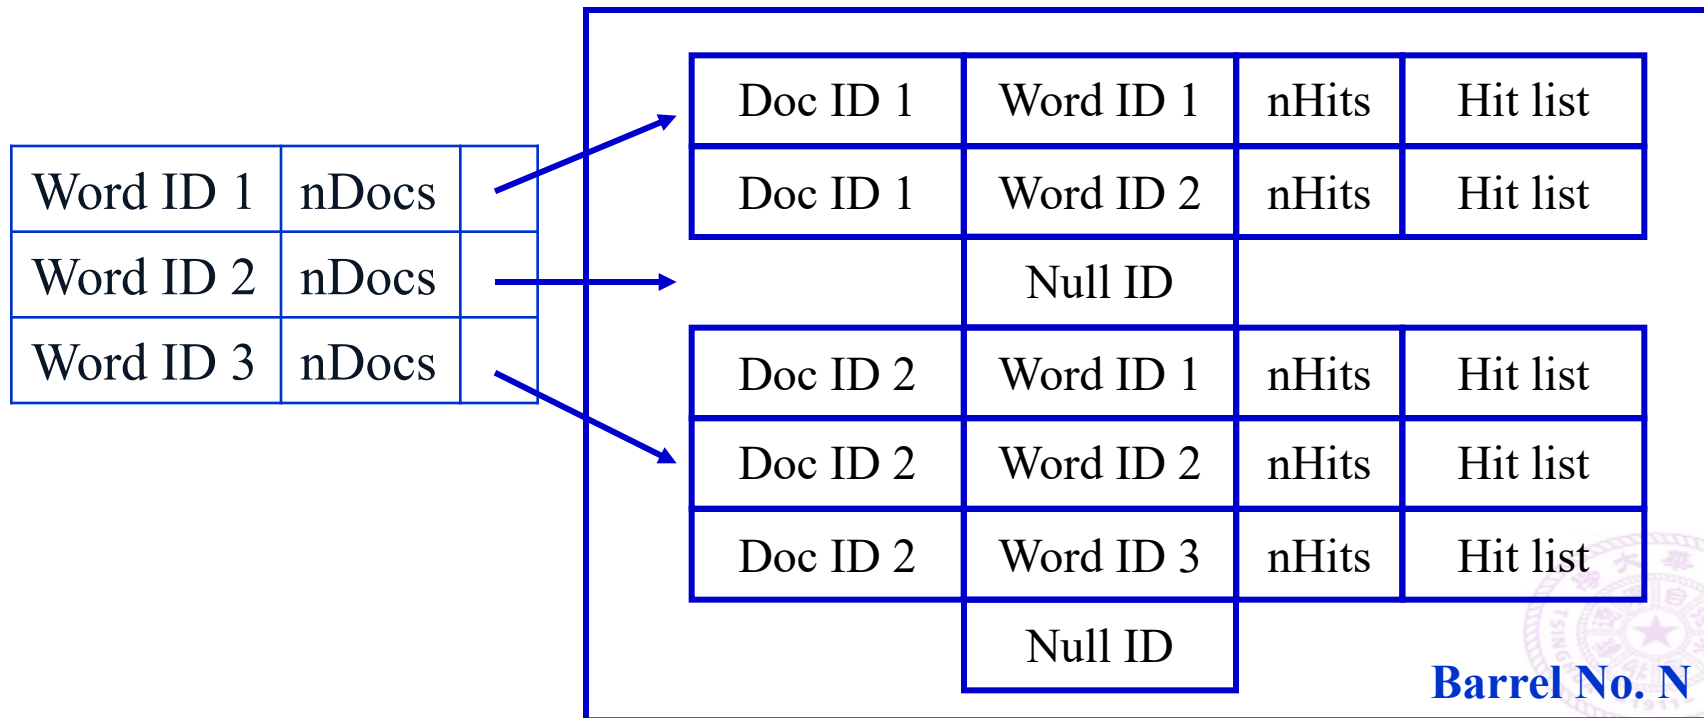 Word ID 1 nDocs
Word ID 2 nDocs
Word ID 3 nDocs
Doc ID 1 Word ID 1 nHits Hit list
Doc ID 1 Word ID 2 nHits Hit list
Null ID
Doc ID 2 Word ID 1 nHits Hit list
Doc ID 2 Word ID 2 nHits Hit list
Doc ID 2 Word ID 3 nHits Hit list
Null ID
Barrel No. N